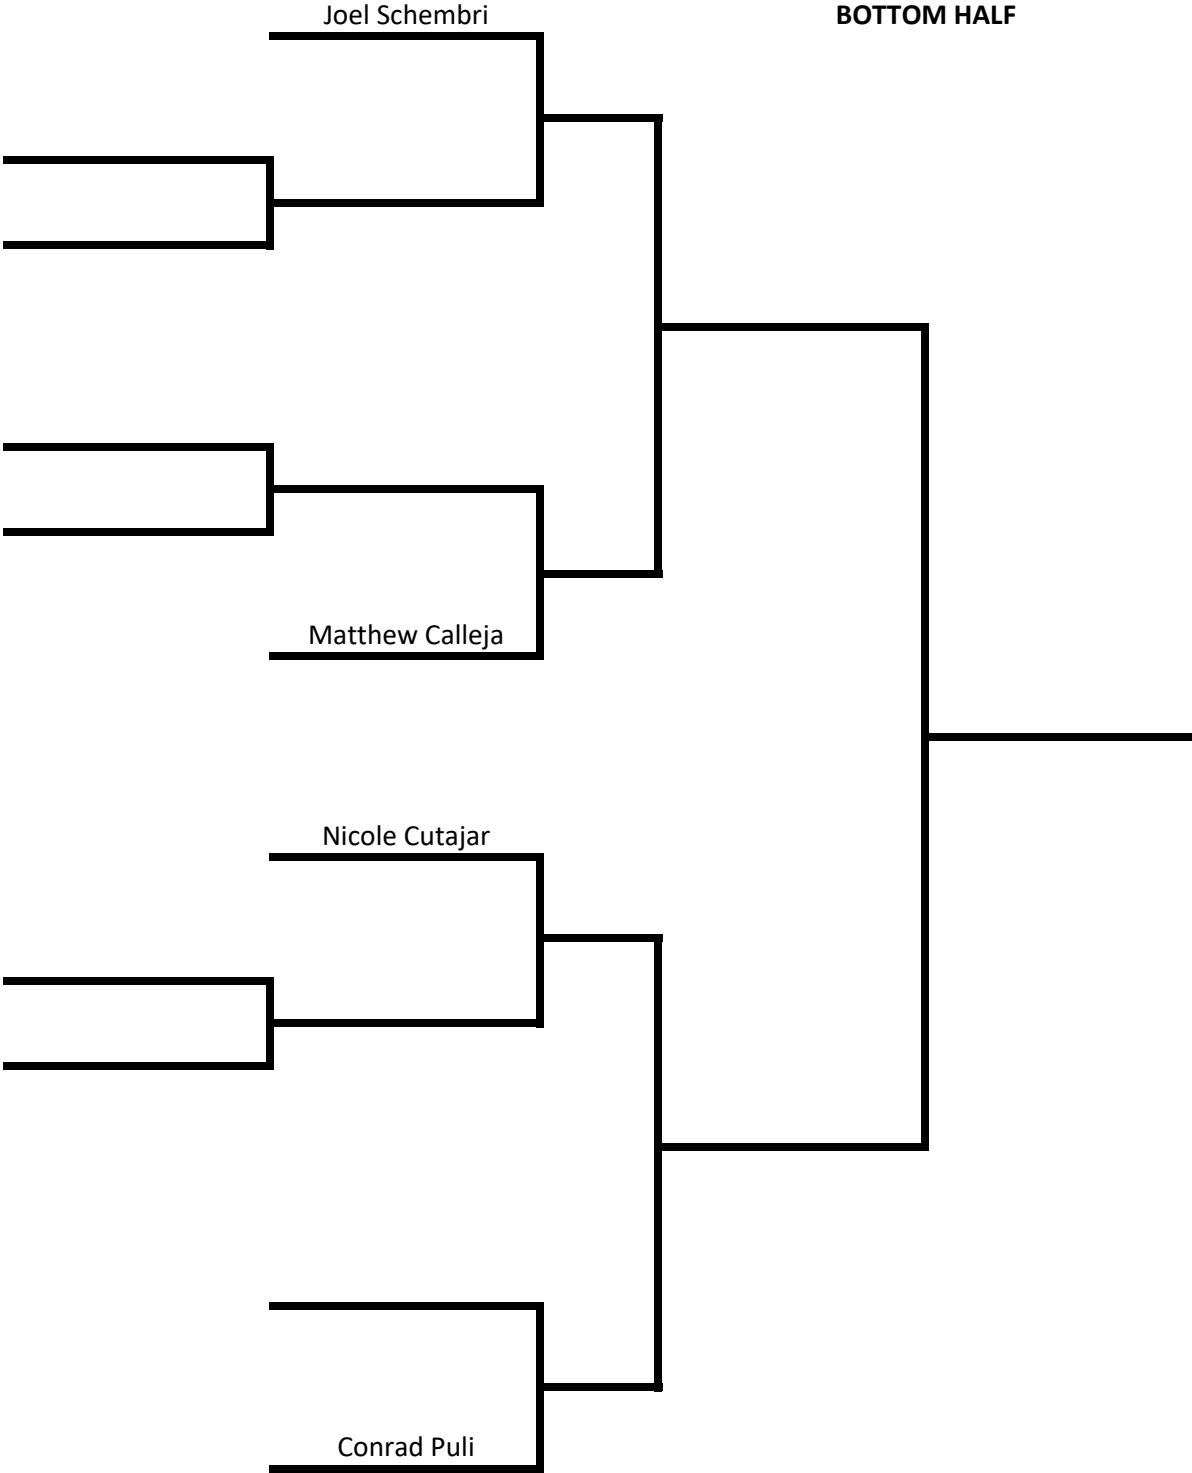 Joel Schembri
BOTTOM HALF
Matthew Calleja
Nicole Cutajar
Conrad Puli